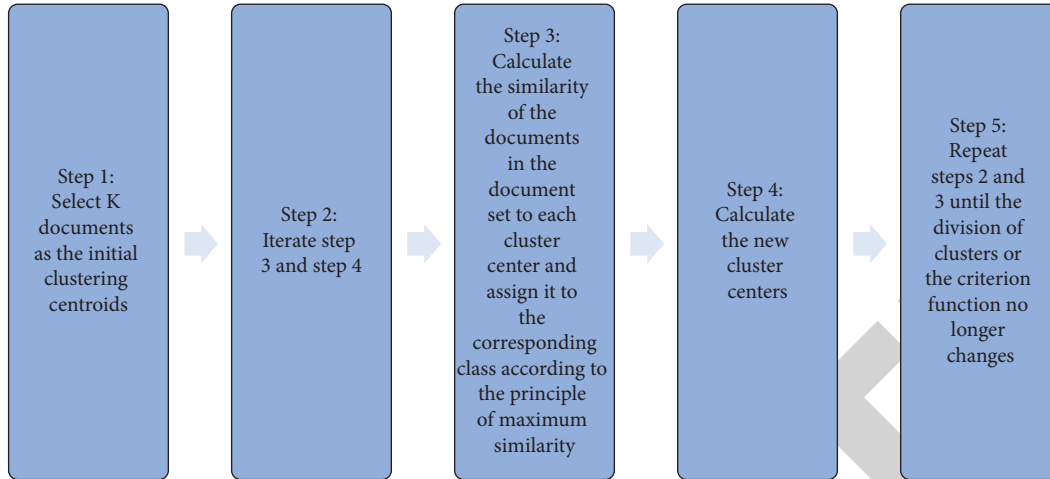 Step 1:
Select K
documents
as the initial
clustering
centroids
Step 2:
Iterate step
3 and step 4
Step 3:
Calculate
the similarity
of the
documents
in the
document
set to each
cluster
center and
assign it to
the
corresponding
class according to
the principle
of maximum
similarity
Step 4:
Calculate
the new
cluster
centers
Step 5:
Repeat
steps 2 and
3 until the
division of
clusters or
the criterion
function no
longer
changes